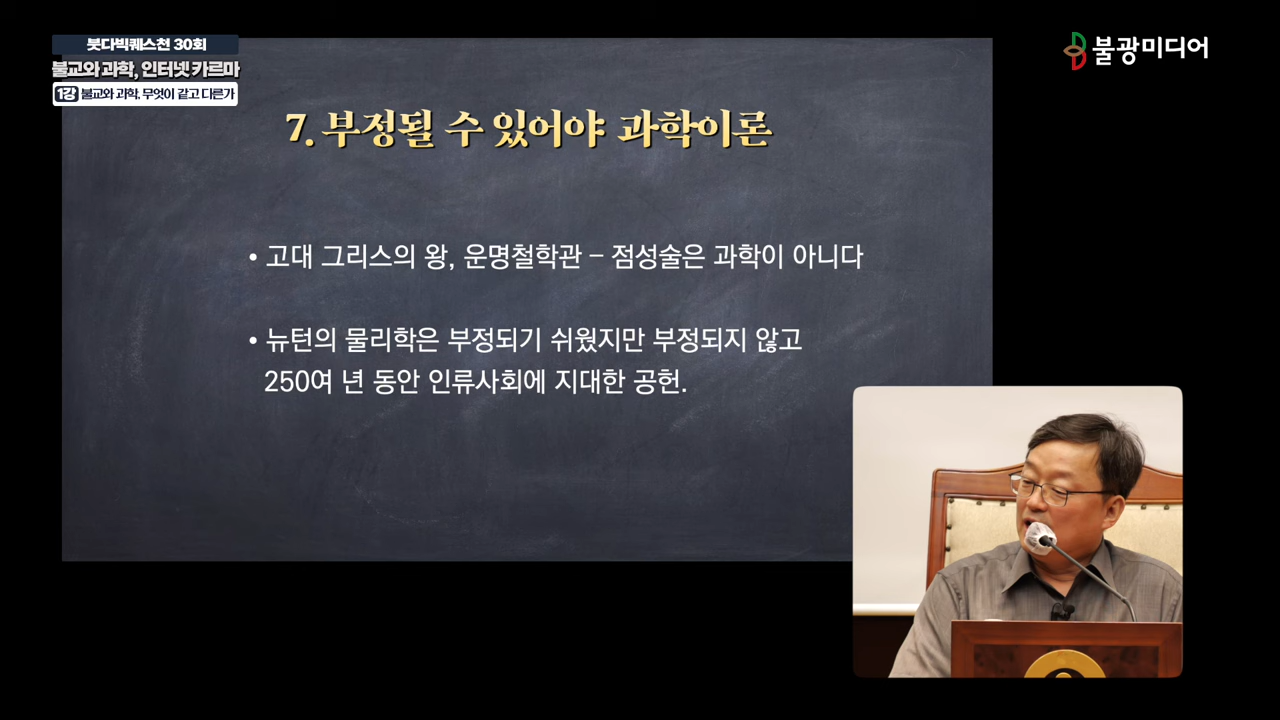 붓다빅퀘스천 30회
불교와 과학, 인터넷 카르마
1강 불교와 과학, 무엇이 같고 다른가
불광미디어
7. 부정될 수 있어야 과학이론
• 고대 그리스의 왕, 운명철학관 – 점성술은 과학이 아니다
• 뉴턴의 물리학은 부정되기 쉬웠지만 부정되지 않고
250여 년 동안 인류사회에 지대한 공헌.